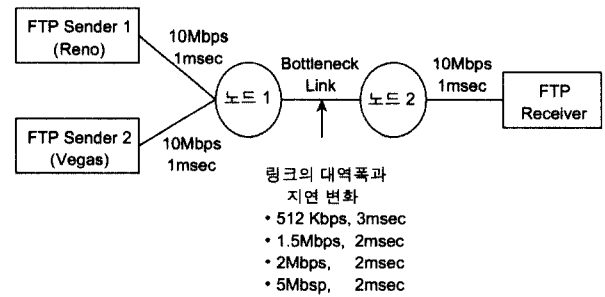 FTP Sender 1
(Reno)
10Mbps
1msec
FTP Sender 2
(Vegas)
10Mbps
1msec
노드 1
Bottleneck
Link
노드 2
10Mbps
1msec
FTP
Receiver
링크의 대역폭과
지연 변화
• 512 Kbps, 3msec
• 1.5Mbps, 2msec
• 2Mbps, 2msec
• 5Mbsp, 2msec